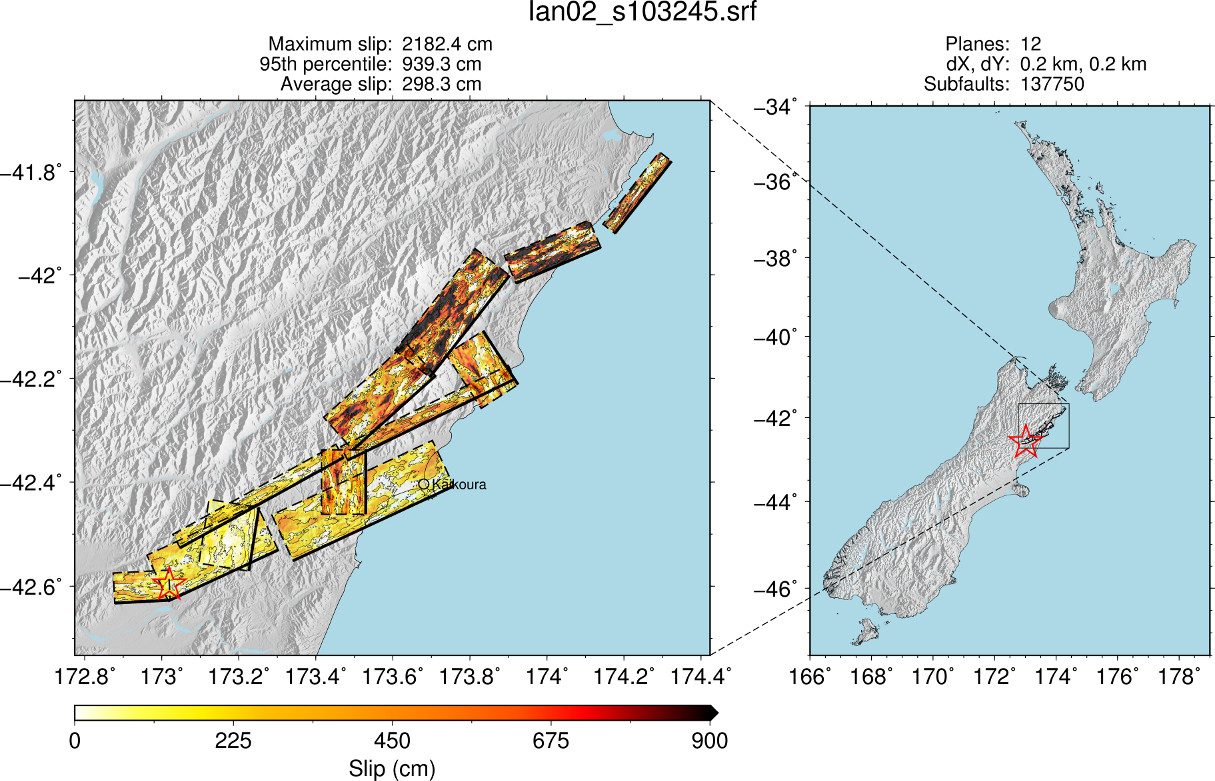 lan02_s103245.srf
Maximum slip: 2182.4 cm
95th percentile: 939.3 cm
Average slip: 298.3 cm
Planes: 12
dX, dY: 0.2 km, 0.2 km
Subfaults: 137750
−41.8˚
−42˚
−42.2˚
−42.4˚
−42.6˚
Kaikoura
172.8˚ 173˚ 173.2˚ 173.4˚ 173.6˚ 173.8˚ 174˚ 174.2˚ 174.4˚
−34˚
−36˚
−38˚
−40˚
−42˚
−44˚
−46˚
166˚ 168˚ 170˚ 172˚ 174˚ 176˚ 178˚
0 225 450 675 900
Slip (cm)